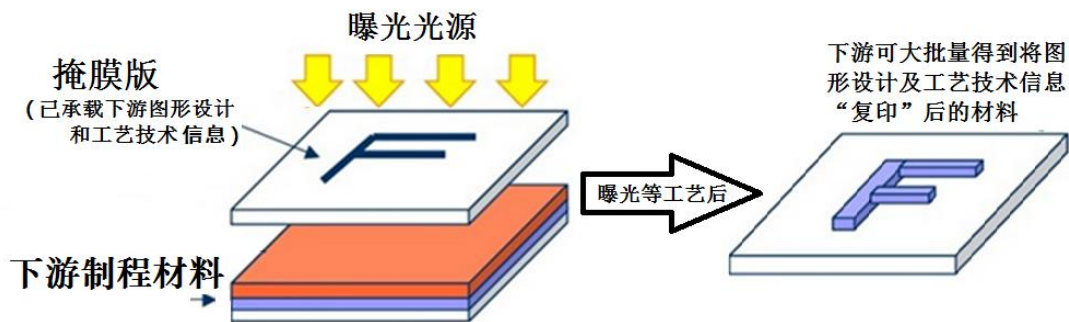 曝光光源
掩膜版
(已承载下游图形设计
和工艺技术信息)
下游制程材料
曝光等工艺后
下游可大批量得到将图
形设计及工艺技术信息
“复印”后的材料